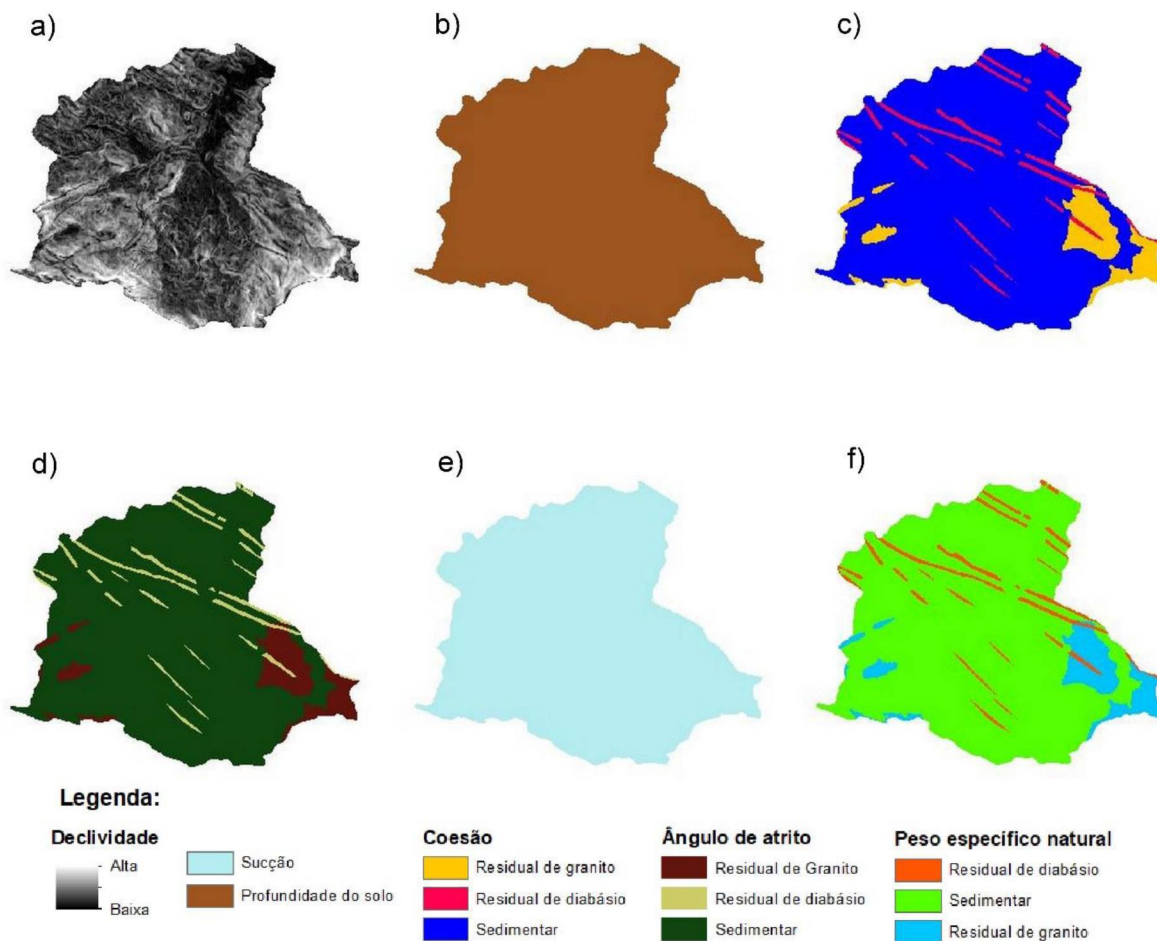 a)
b)
c)
d)
e)
f)
Legenda:
Declividade
Alta
Baixa
Sucção
Profundidade do solo
Coesão
Residual de granito
Residual de diabásio
Sedimentar
Ângulo de atrito
Residual de Granito
Residual de diabásio
Sedimentar
Peso específico natural
Residual de diabásio
Sedimentar
Residual de granito